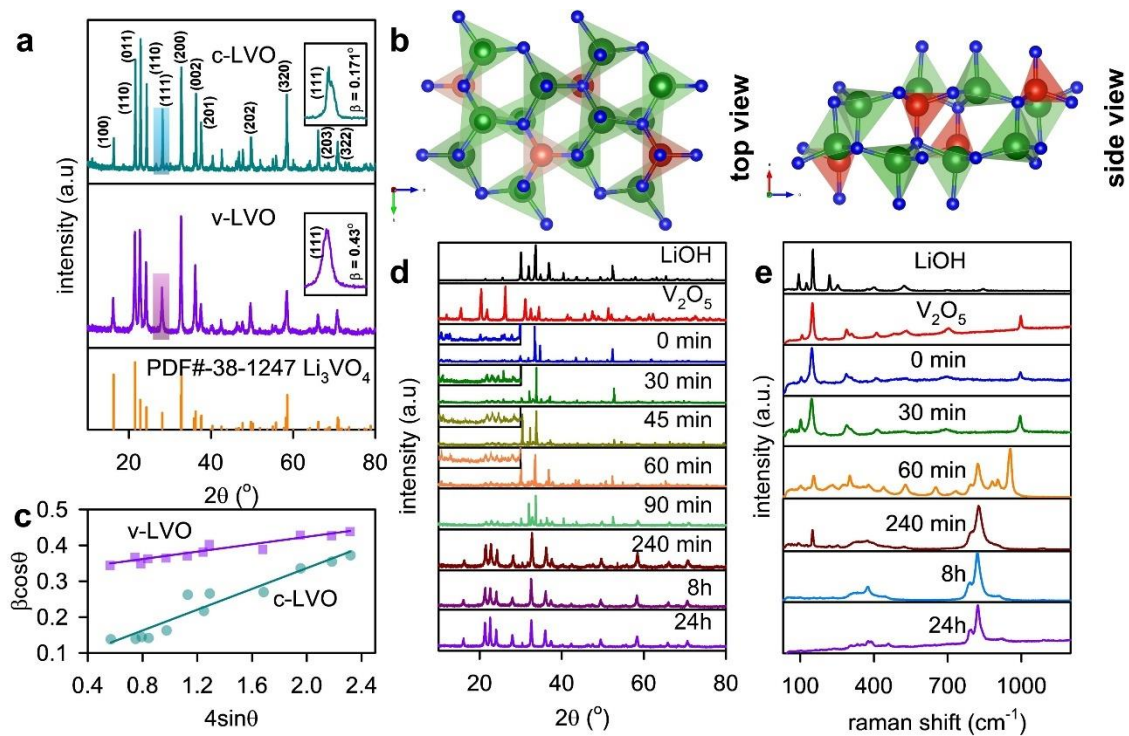 a
c-LVO
(100)
(110)
(011)
(110)
(111)
(200)
(002)
(201)
(202)
(320)
(203)
(322)
(111)
β = 0.171°
v-LVO
(111)
β = 0.43°
PDF#-38-1247 Li₃VO₄
intensity (a.u)
20 40 60 80
2θ (°)
b
top view
side view
c
v-LVO
c-LVO
βcosθ
0.5
0.4
0.3
0.2
0.1
0.4 0.8 1.2 1.6 2.0 2.4
4sinθ
d
LiOH
V₂O₅
0 min
30 min
45 min
60 min
90 min
240 min
8h
24h
intensity (a.u)
20 40 60 80
2θ (°)
e
LiOH
V₂O₅
0 min
30 min
60 min
240 min
8h
24h
intensity (a.u.)
100 400 700 1000
raman shift (cm⁻¹)